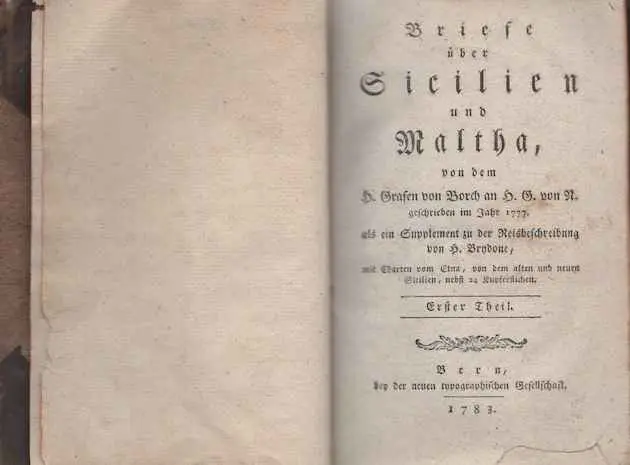 Briefe
über
Sicilien
und
Maltha,
von dem
H. Grafen von Borch an H. G. von N.
geschrieben im Jahr 1777.
als ein Supplement zu der Reisbeschreibung
von H. Brydone,
mit Charten vom Etna, von dem alten und neuen
Sicilien, nebst 24 Kupferstichen.
Erster Theil.
Bern,
bey der neuen typographischen Gesellschaft.
1783.